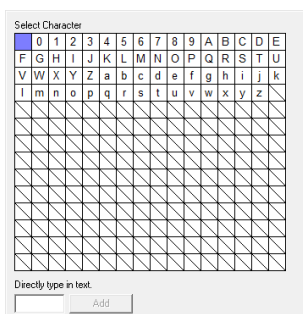 Select Character
0 1 2 3 4 5 6 7 8 9 A B C D E
F G H I J K L M N O P Q R S T U
V W X Y Z a b c d e f g h i j k
l m n o p q r s t u v w x y z
Directly type in text.
Add